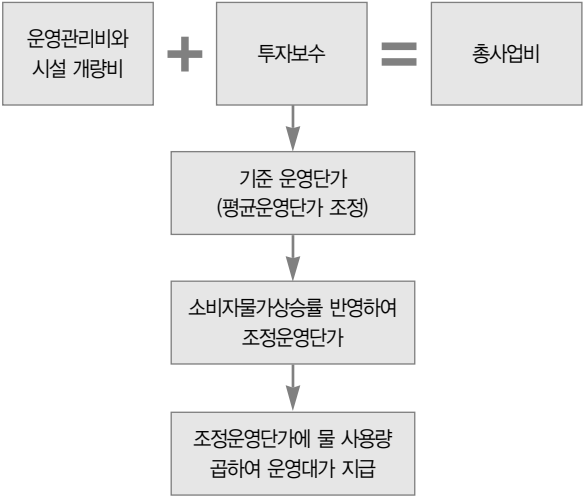 운영관리비와
시설 개량비
+
투자보수
=
총사업비
기준 운영단가
(평균운영단가 조정)
소비자물가상승률 반영하여
조정운영단가
조정운영단가에 물 사용량
곱하여 운영대가 지급